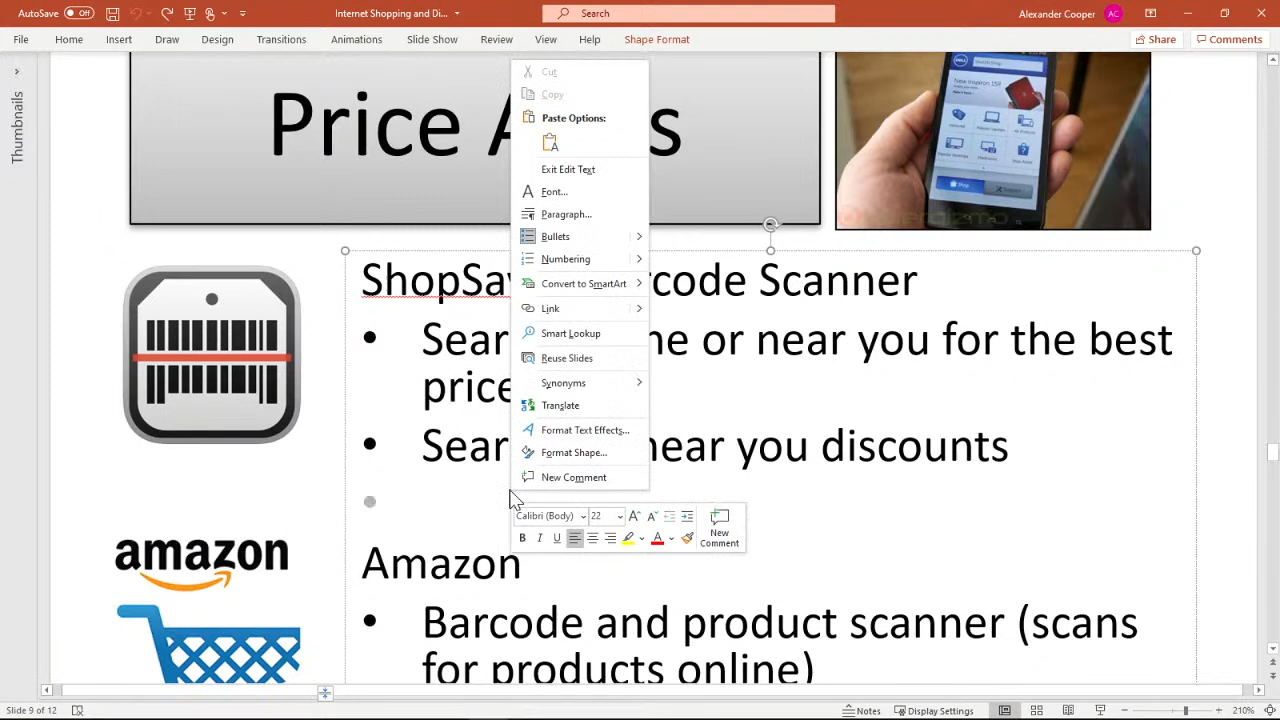 AutoSave Off Internet Shopping and Di... Search Alexander Cooper AC
File Home Insert Draw Design Transitions Animations Slide Show Review View Help Shape Format Share Comments
Thumbnails
Price A
s
DELL
Cut
Copy
Paste Options:
Exit Edit Text
Font...
Paragraph...
Bullets
Numbering
Convert to SmartArt
Link
Smart Lookup
Reuse Slides
Synonyms
Translate
Format Text Effects...
Format Shape...
New Comment
ShopSav
rcode Scanner
• Sear
ne or near you for the best
price
• Sear
near you discounts
•
Calibri (Body) 22
B I U A
New
Comment
amazon
Amazon
• Barcode and product scanner (scans
for products online)
Slide 9 of 12 Notes Display Settings 210%